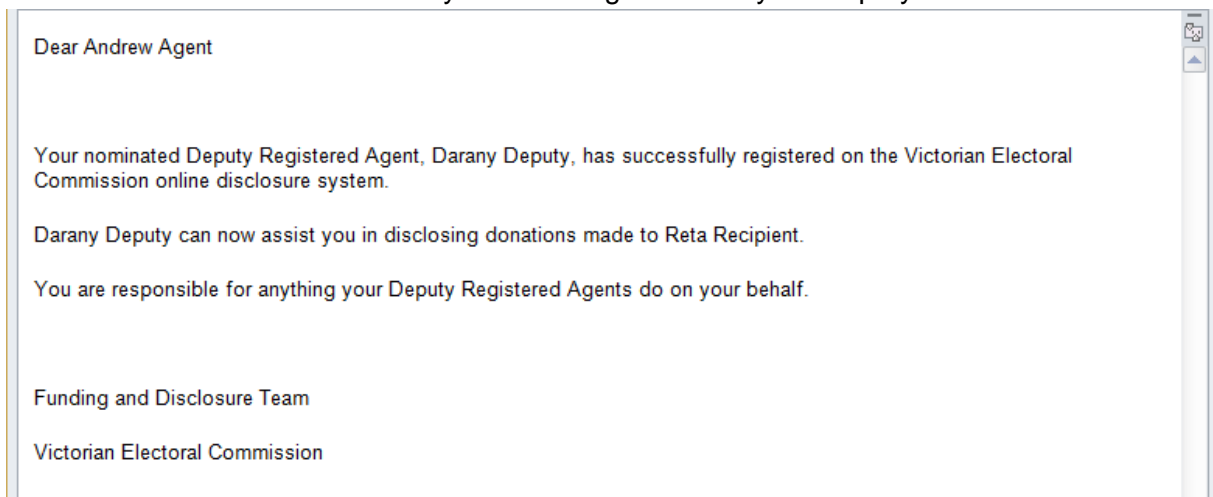 Dear Andrew Agent
Your nominated Deputy Registered Agent, Darany Deputy, has successfully registered on the Victorian Electoral
Commission online disclosure system.
Darany Deputy can now assist you in disclosing donations made to Reta Recipient.
You are responsible for anything your Deputy Registered Agents do on your behalf.
Funding and Disclosure Team
Victorian Electoral Commission